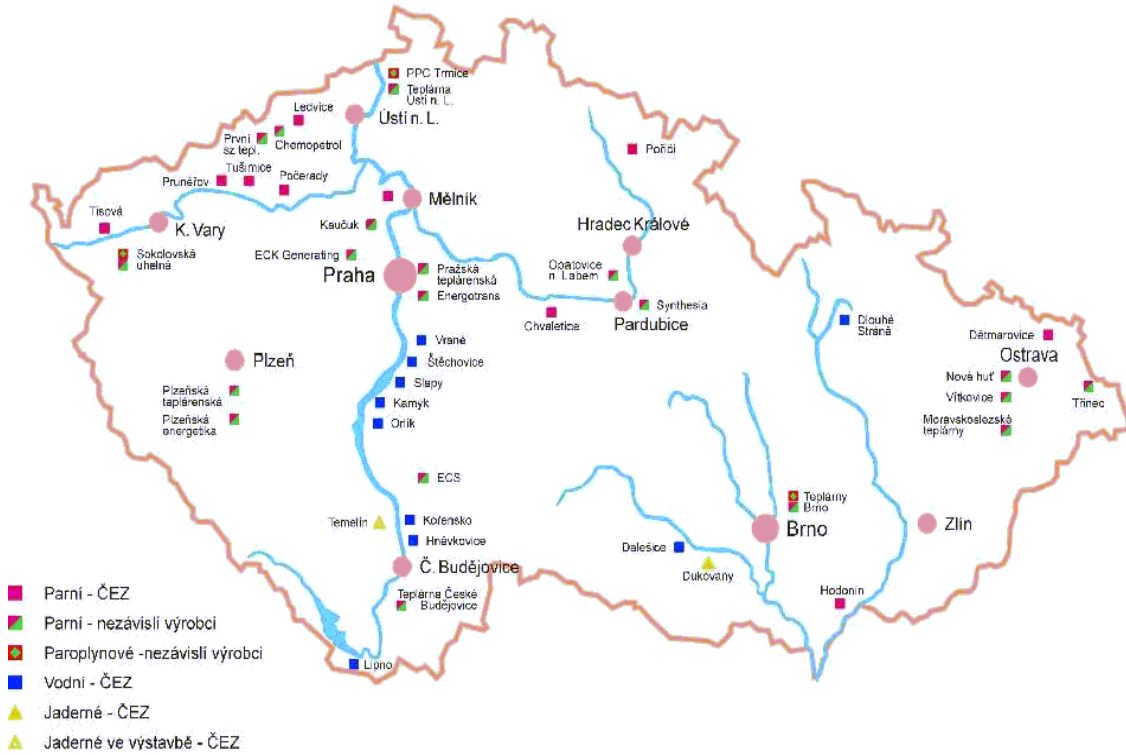 PPC Trmice
Teplárna
Ústí n. L.
Ledvice
Ústí n. L.
První
sz tepl.
Chemopetrol
Tušimice
Prunéřov
Počerady
Poříčí
Mělník
Tisová
K. Vary
Kaučuk
Hradec Králové
Sokolovská
uhelná
ECK Generating
Praha
Pražská
teplárenská
Energotrans
Opatovice
n. Labem
Synthesia
Pardubice
Chvaletice
Dlouhé
Stráně
Dětmarovice
Ostrava
Vrané
Štěchovice
Plzeň
Slapy
Kamýk
Orlík
Nová huť
Vítkovice
Třinec
Moravskoslezské
teplárny
Plzeňská
teplárenská
Plzeňská
energetika
ECS
Teplárny
Brno
Temelín
Kořensko
Hněvkovice
Brno
Zlín
Dalešice
Dukovany
Č. Budějovice
Teplárna České
Budějovice
Hodonín
Lipno
Parní - ČEZ
Parní - nezávislí výrobci
Paroplynové -nezávislí výrobci
Vodní - ČEZ
Jaderné - ČEZ
Jaderné ve výstavbě - ČEZ